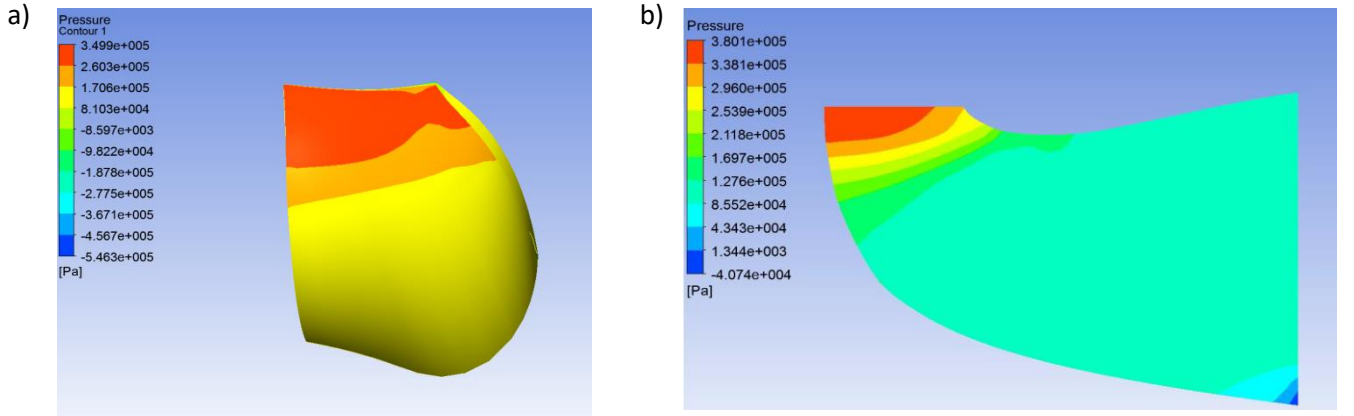 a)
Pressure
Contour 1
3.499e+005
2.603e+005
1.706e+005
8.103e+004
-8.597e+003
-9.822e+004
-1.878e+005
-2.775e+005
-3.671e+005
-4.567e+005
-5.463e+005
[Pa]
b)
Pressure
3.801e+005
3.381e+005
2.960e+005
2.539e+005
2.118e+005
1.697e+005
1.276e+005
8.552e+004
4.343e+004
1.344e+003
-4.074e+004
[Pa]